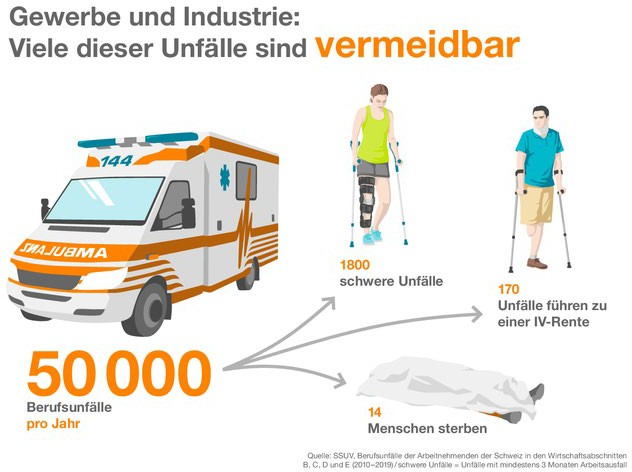 Gewerbe und Industrie:
Viele dieser Unfälle sind vermeidbar
144
AMBULANZ
1800
schwere Unfälle
170
Unfälle führen zu
einer IV-Rente
50 000
Berufsunfälle
pro Jahr
14
Menschen sterben
Quelle: SSUV, Berufsunfälle der Arbeitnehmenden der Schweiz in den Wirtschaftsabschnitten
B, C, D und E (2010–2019)/schwere Unfälle = Unfälle mit mindestens 3 Monaten Arbeitsausfall